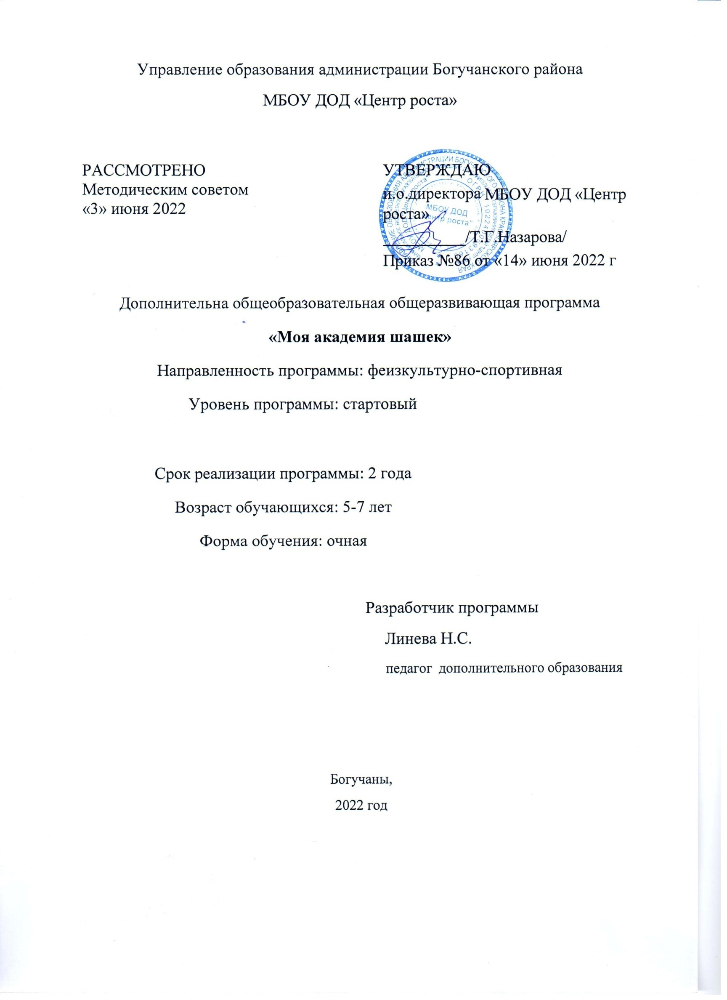 Управление образования администрации Богучанского района
МБОУ ДОД «Центр роста»
РАССМОТРЕНО
Методическим советом
«3» июня 2022
УТВЕРЖДАЮ
и.о.директора МБОУ ДОД «Центр
роста»
/Т.Г.Назарова/
Приказ №86 от «14» июня 2022 г
МБОУ ДОД
"Центр роста"
Дополнительна общеобразовательная общеразвивающая программа
«Моя академия шашек»
Направленность программы: феизкультурно-спортивная
Уровень программы: стартовый
Срок реализации программы: 2 года
Возраст обучающихся: 5-7 лет
Форма обучения: очная
Разработчик программы
Линева Н.С.
педагог дополнительного образования
Богучаны,
2022 год